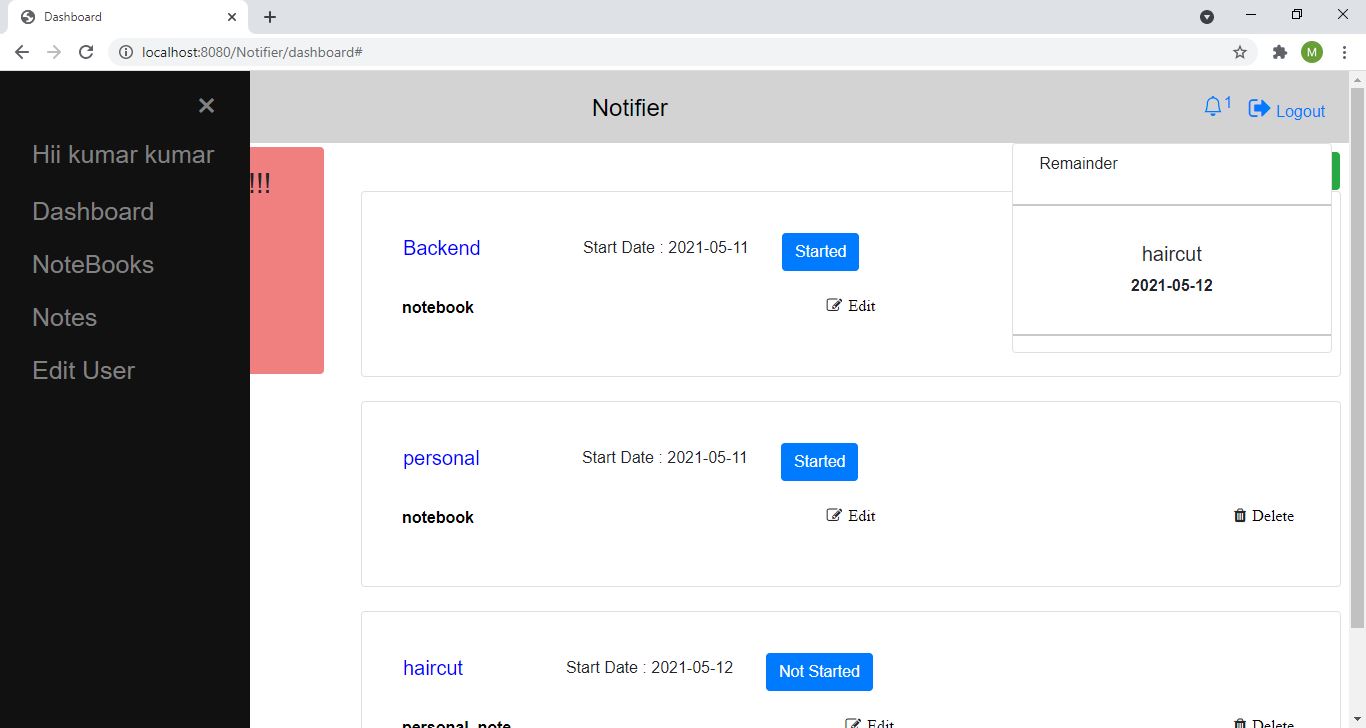 Dashboard
localhost:8080/Notifier/dashboard#
M
Hii kumar kumar
Dashboard
NoteBooks
Notes
Edit User
Notifier
1
Logout
!!!
Remainder
haircut
2021-05-12
Backend Start Date : 2021-05-11 Started
notebook Edit
personal Start Date : 2021-05-11 Started
notebook Edit Delete
haircut Start Date : 2021-05-12 Not Started
personal_note Edit Delete